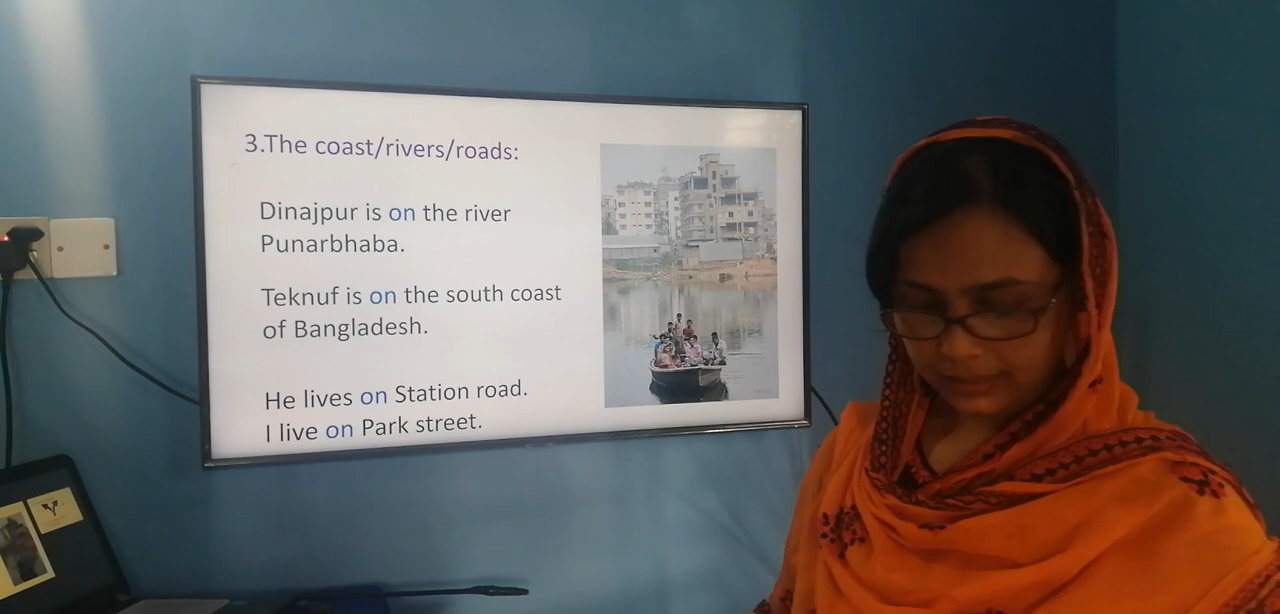 3.The coast/rivers/roads:
Dinajpur is on the river
Punarbhaba.
Teknuf is on the south coast
of Bangladesh.
He lives on Station road.
I live on Park street.